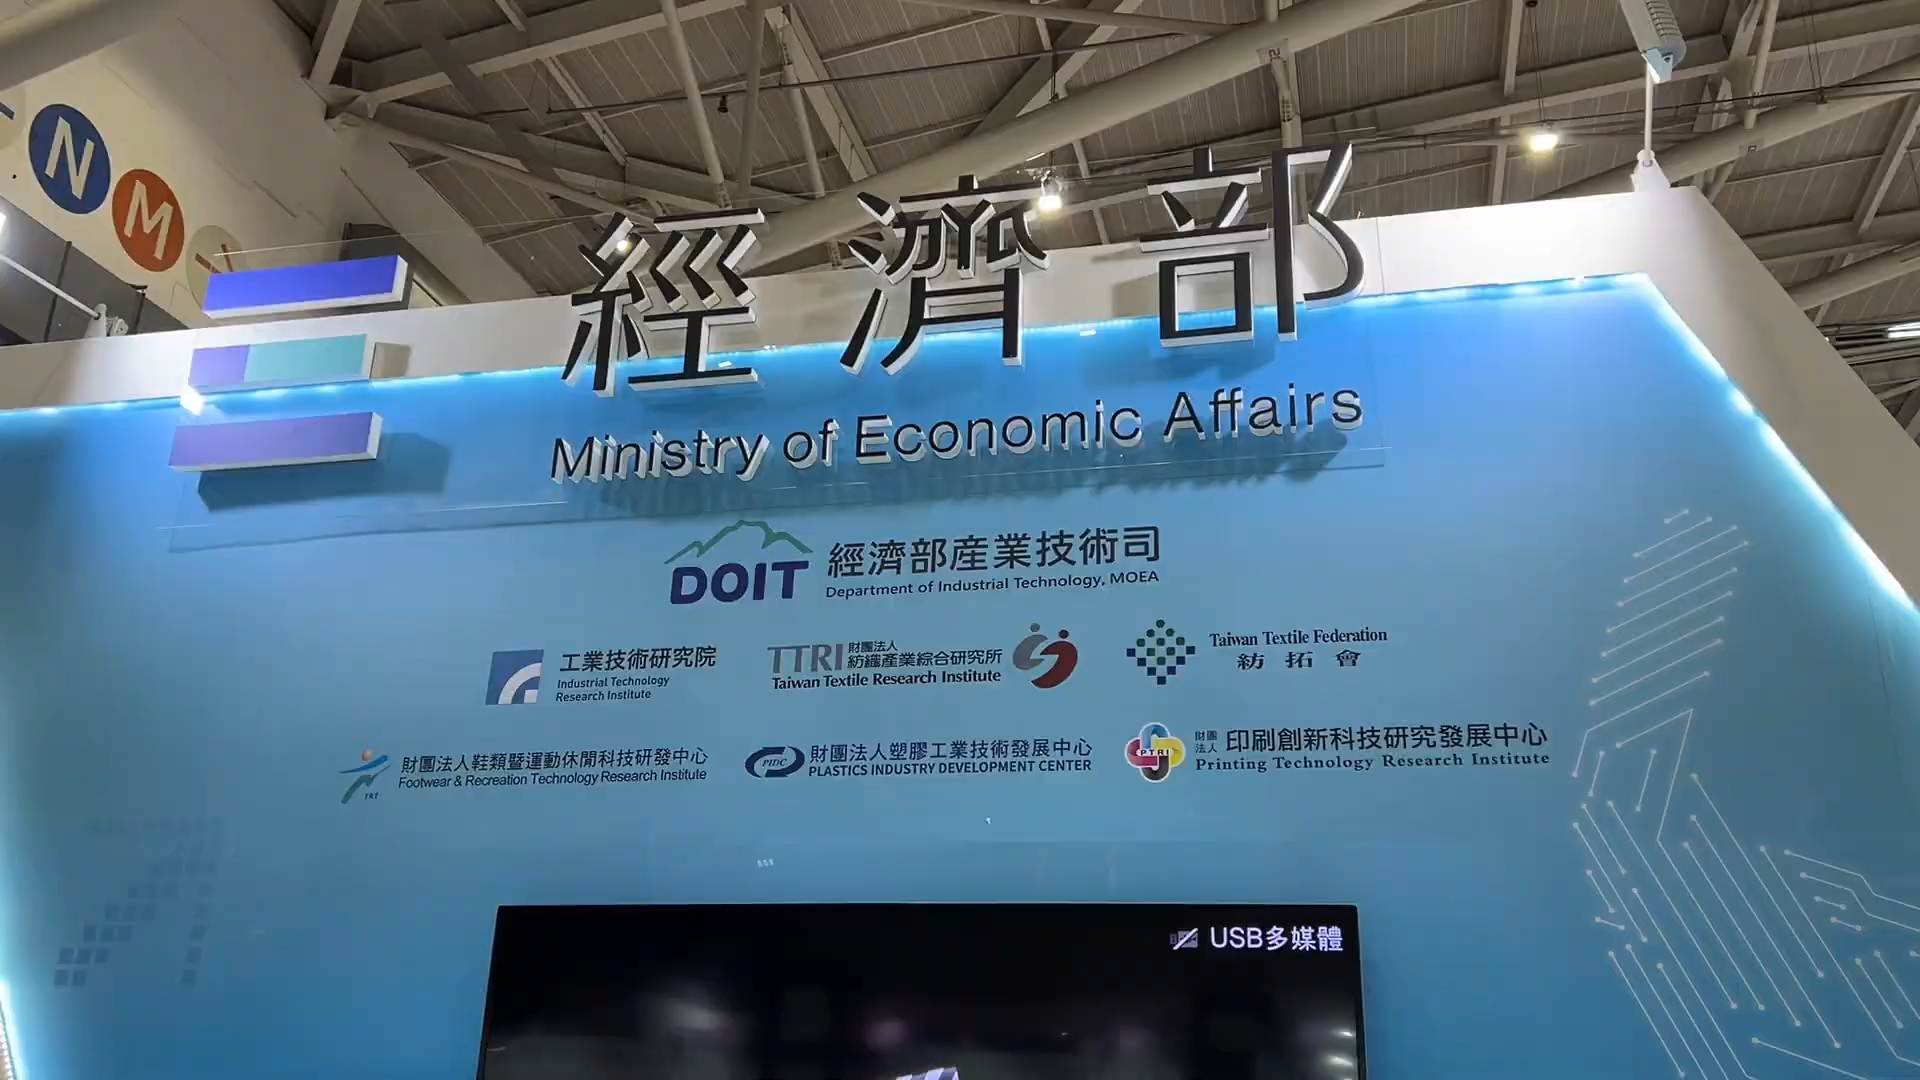 N
M
經濟部
Ministry of Economic Affairs
DOIT
經濟部產業技術司
Department of Industrial Technology, MOEA
工業技術研究院
Industrial Technology
Research Institute
TTRI
財團法人
紡織產業綜合研究所
Taiwan Textile Research Institute
Taiwan Textile Federation
紡拓會
FRT
財團法人鞋類暨運動休閒科技研發中心
Footwear & Recreation Technology Research Institute
PIDC
財團法人塑膠工業技術發展中心
PLASTICS INDUSTRY DEVELOPMENT CENTER
PTRI
財團
法人
印刷創新科技研究發展中心
Printing Technology Research Institute
USB多媒體